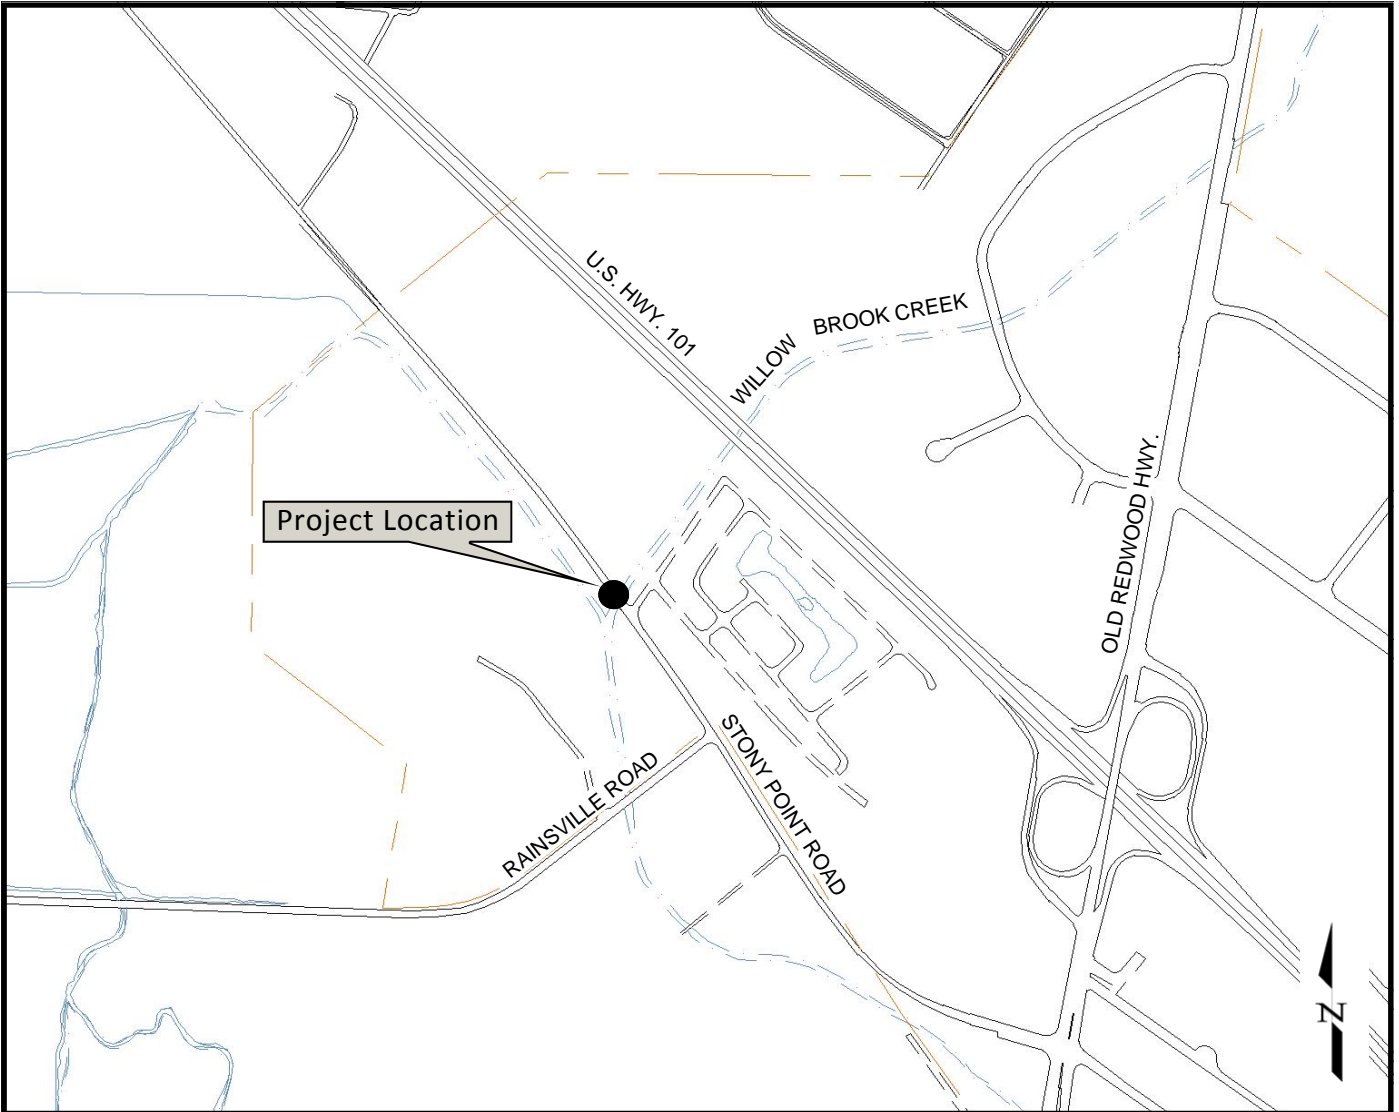 U.S. HWY. 101
WILLOW BROOK CREEK
Project Location
OLD REDWOOD HWY.
STONY POINT ROAD
RAINSVILLE ROAD
N